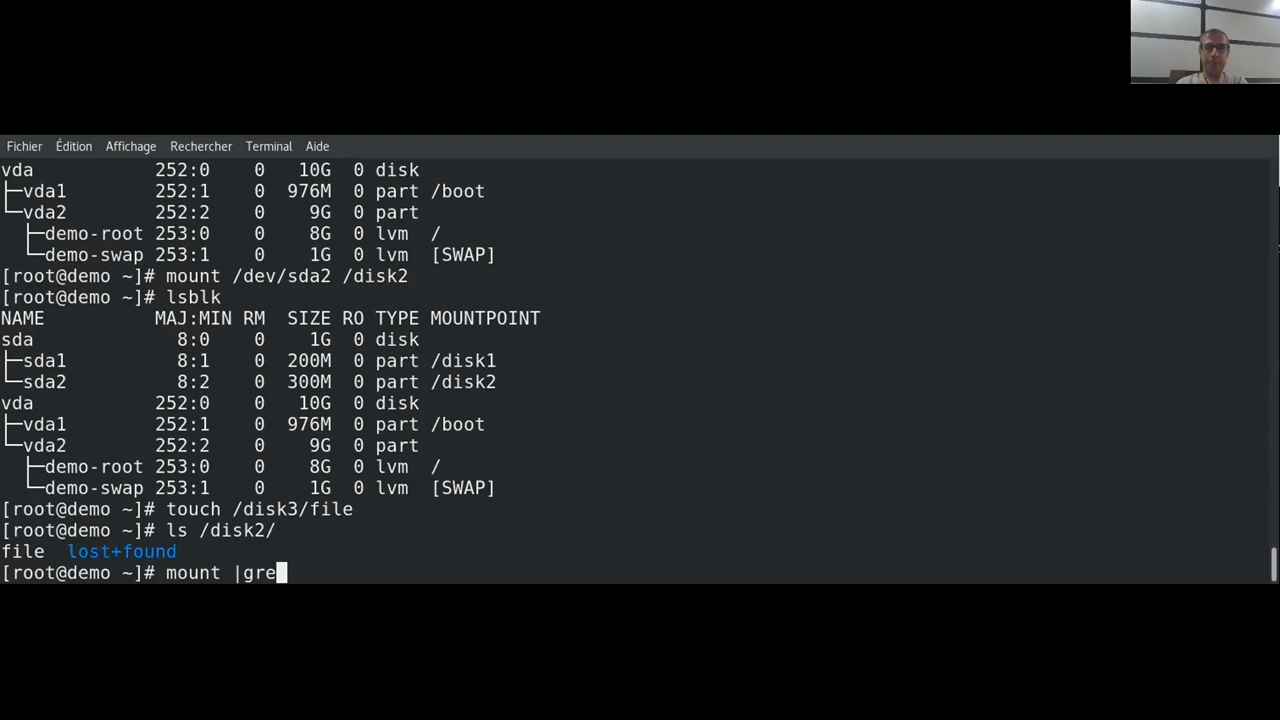 Fichier Édition Affichage Rechercher Terminal Aide
vda 252:0 0 10G 0 disk
├─vda1 252:1 0 976M 0 part /boot
└─vda2 252:2 0 9G 0 part
  ├─demo-root 253:0 0 8G 0 lvm /
  └─demo-swap 253:1 0 1G 0 lvm [SWAP]
[root@demo ~]# mount /dev/sda2 /disk2
[root@demo ~]# lsblk
NAME MAJ:MIN RM SIZE RO TYPE MOUNTPOINT
sda 8:0 0 1G 0 disk
├─sda1 8:1 0 200M 0 part /disk1
└─sda2 8:2 0 300M 0 part /disk2
vda 252:0 0 10G 0 disk
├─vda1 252:1 0 976M 0 part /boot
└─vda2 252:2 0 9G 0 part
  ├─demo-root 253:0 0 8G 0 lvm /
  └─demo-swap 253:1 0 1G 0 lvm [SWAP]
[root@demo ~]# touch /disk3/file
[root@demo ~]# ls /disk2/
file lost+found
[root@demo ~]# mount |gre